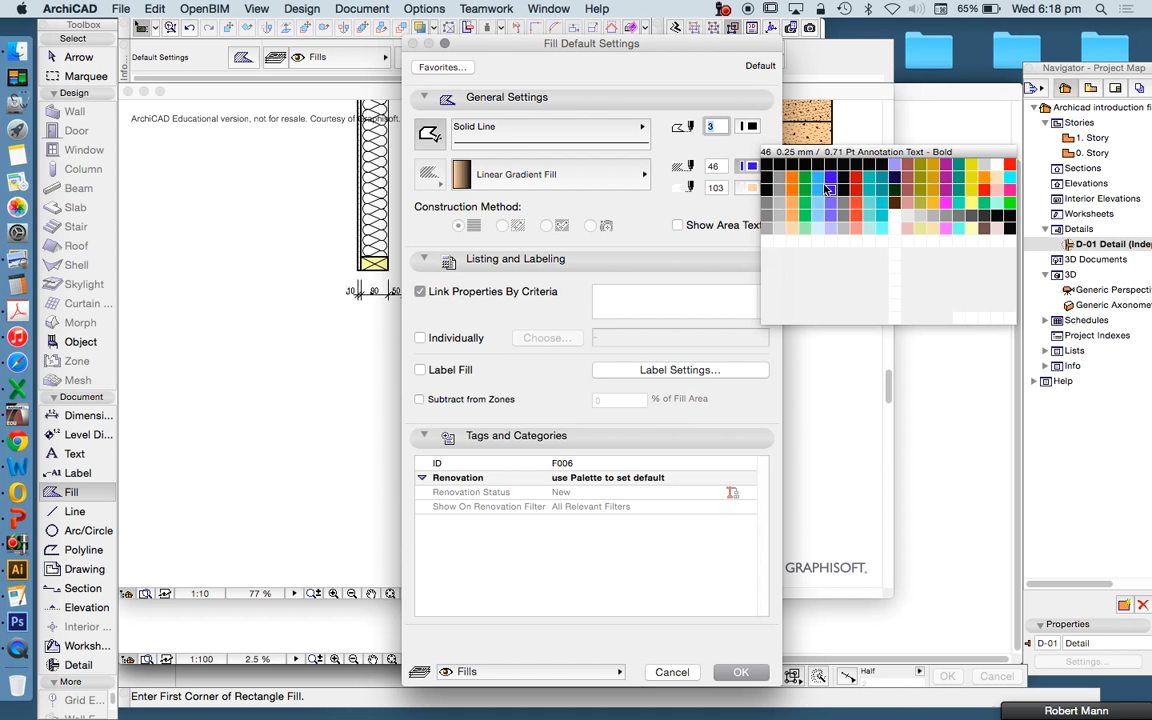 ArchiCAD File Edit OpenBIM View Design Document Options Teamwork Window Help 65% Wed 6:18 pm
Toolbox
Select
Arrow
Marquee
Design
Wall
Door
Window
Column
Beam
Slab
Stair
Roof
Shell
Skylight
Curtain ...
Morph
Object
Zone
Mesh
Document
Dimensi...
Level Di...
Text
Label
Fill
Line
Arc/Circle
Polyline
Drawing
Section
Elevation
Interior ...
Worksh...
Detail
More
Grid E...
Default Settings
Fills
ArchiCAD Educational version, not for resale. Courtesy of Graphisoft.
1:10 77 %
1:100 2.5 %
Enter First Corner of Rectangle Fill.
Fill Default Settings
Favorites...
Default
General Settings
Solid Line
3
Linear Gradient Fill
46
103
Construction Method:
Show Area Text
46 0.25 mm / 0.71 Pt Annotation Text - Bold
Listing and Labeling
Link Properties By Criteria
Individually
Choose...
Label Fill
Label Settings...
Subtract from Zones
0
% of Fill Area
Tags and Categories
ID F006
Renovation use Palette to set default
Renovation Status New
Show On Renovation Filter All Relevant Filters
Fills
Cancel
OK
GRAPHISOFT.
Half
OK
Cancel
Navigator - Project Map
Archicad introduction fi
Stories
1. Story
0. Story
Sections
Elevations
Interior Elevations
Worksheets
Details
D-01 Detail (Inde
3D Documents
3D
Generic Perspecti
Generic Axonome
Schedules
Project Indexes
Lists
Info
Help
Properties
D-01 Detail
Settings...
Robert Mann